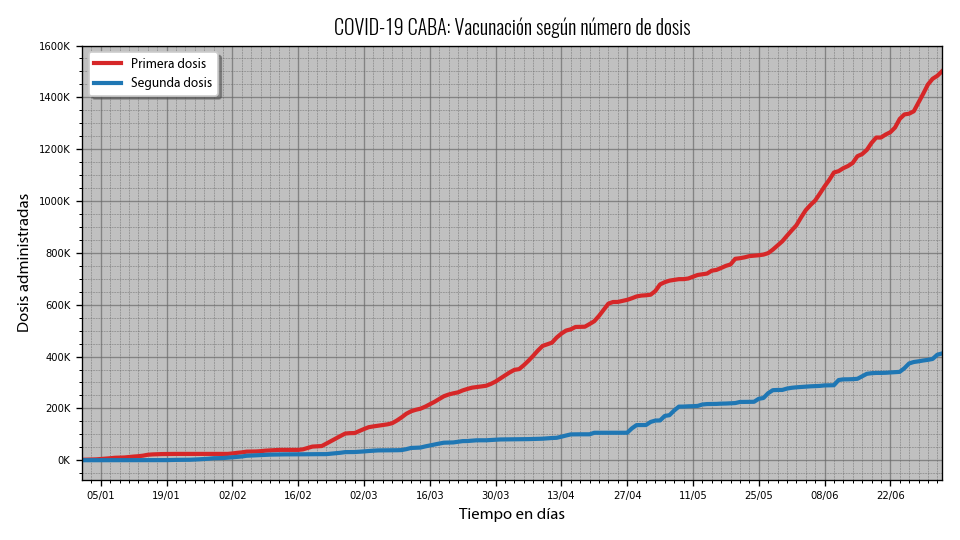 COVID-19 CABA: Vacunación según número de dosis
Primera dosis
Segunda dosis
Dosis administradas
1600K
1400K
1200K
1000K
800K
600K
400K
200K
0K
05/01 19/01 02/02 16/02 02/03 16/03 30/03 13/04 27/04 11/05 25/05 08/06 22/06
Tiempo en días